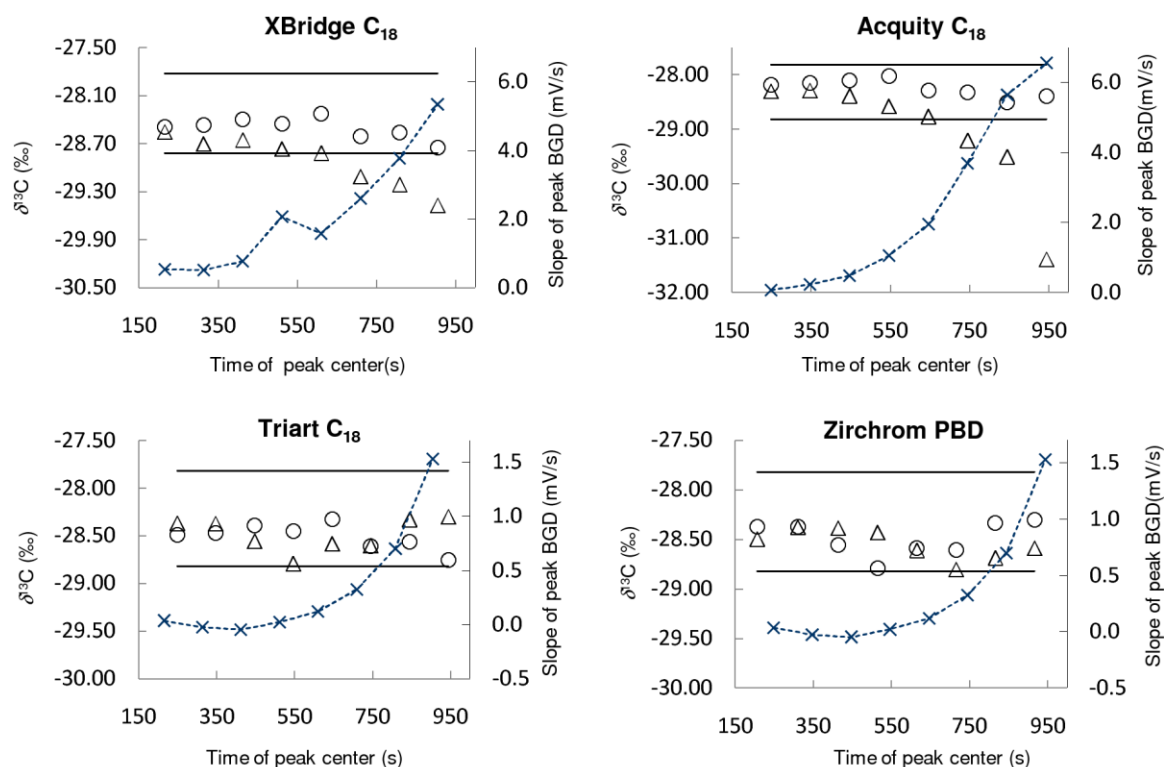 XBridge C18
-27.50
-28.10
-28.70
-29.30
-29.90
-30.50
δ13C (‰)
6.0
4.0
2.0
0.0
Slope of peak BGD (mV/s)
150 350 550 750 950
Time of peak center(s)
Acquity C18
-28.00
-29.00
-30.00
-31.00
-32.00
δ13C (‰)
6.0
4.0
2.0
0.0
Slope of peak BGD(mV/s)
150 350 550 750 950
Time of peak center (s)
Triart C18
-27.50
-28.00
-28.50
-29.00
-29.50
-30.00
δ13C (‰)
1.5
1.0
0.5
0.0
-0.5
Slope of peak BGD (mV/s)
150 350 550 750 950
Time of peak center (s)
Zirchrom PBD
-27.50
-28.00
-28.50
-29.00
-29.50
-30.00
δ13C (‰)
1.5
1.0
0.5
0.0
-0.5
Slope of peak BGD(mV/s)
150 350 550 750 950
Time of peak center (s)